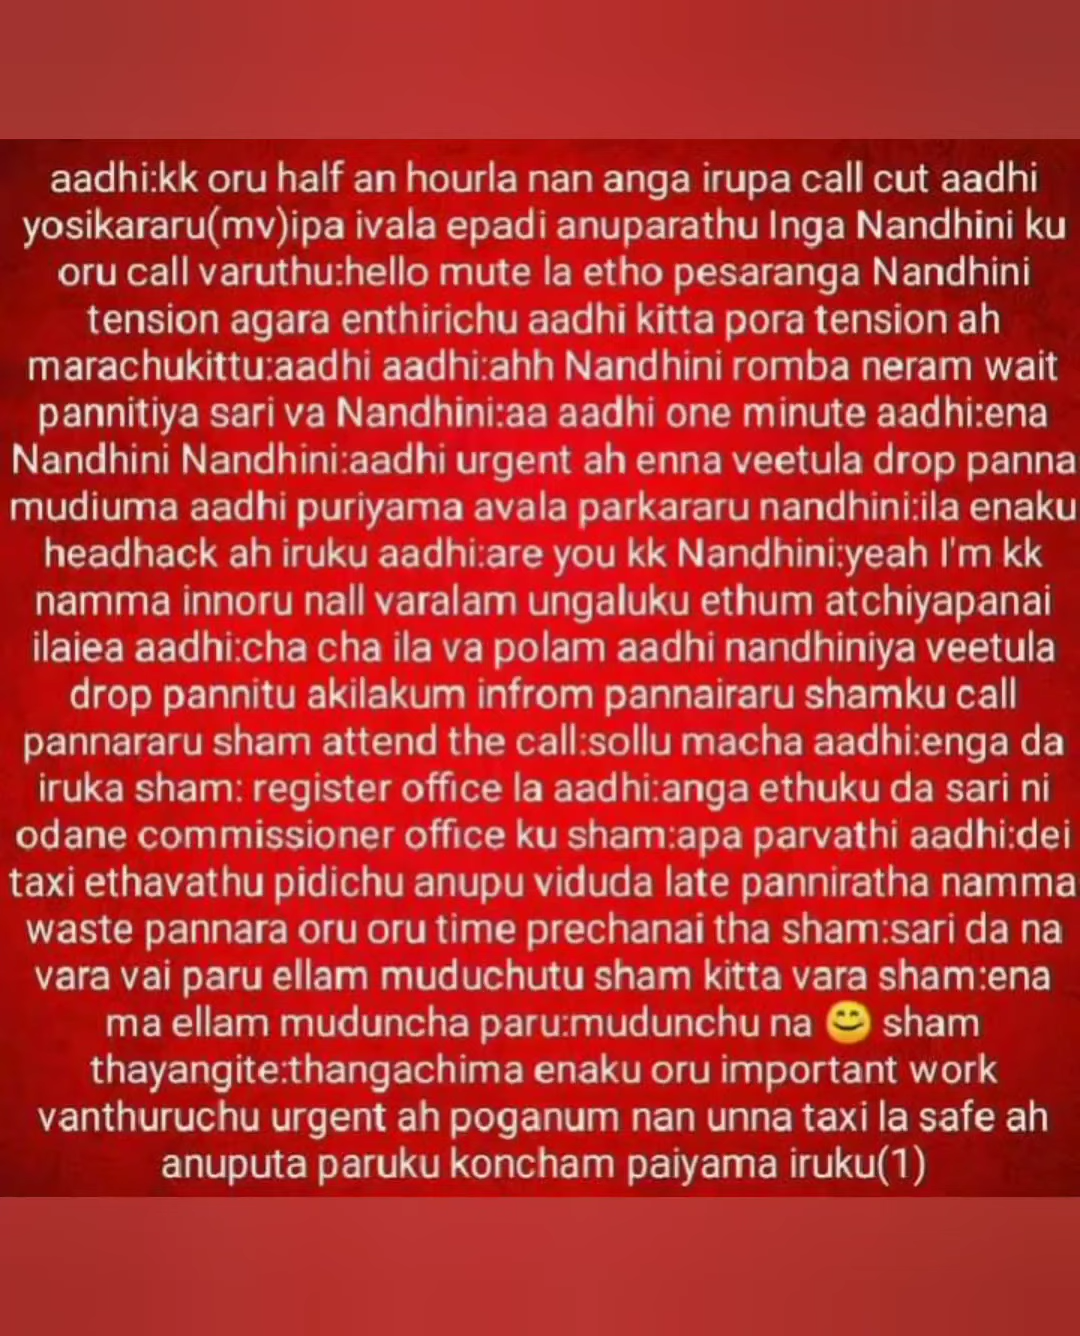 aadhi:kk oru half an hourla nan anga irupa call cut aadhi
yosikararu(mv)ipa ivala epadi anuparathu Inga Nandhini ku
oru call varuthu:hello mute la etho pesaranga Nandhini
tension agara enthirichu aadhi kitta pora tension ah
marachukittu:aadhi aadhi:ahh Nandhini romba neram wait
pannitiya sari va Nandhini:aa aadhi one minute aadhi:ena
Nandhini Nandhini:aadhi urgent ah enna veetula drop panna
mudiuma aadhi puriyama avala parkararu nandhini:ila enaku
headhack ah iruku aadhi:are you kk Nandhini:yeah I'm kk
namma innoru nall varalam ungaluku ethum atchiyapanai
ilaiea aadhi:cha cha ila va polam aadhi nandhiniya veetula
drop pannitu akilakum infrom pannairaru shamku call
pannararu sham attend the call:sollu macha aadhi:enga da
iruka sham: register office la aadhi:anga ethuku da sari ni
odane commissioner office ku sham:apa parvathi aadhi:dei
taxi ethavathu pidichu anupu viduda late panniratha namma
waste pannara oru oru time prechanai tha sham:sari da na
vara vai paru ellam muduchutu sham kitta vara sham:ena
ma ellam muduncha paru:mudunchu na 😊 sham
thayangite:thangachima enaku oru important work
vanthuruchu urgent ah poganum nan unna taxi la safe ah
anuputa paruku koncham paiyama iruku(1)